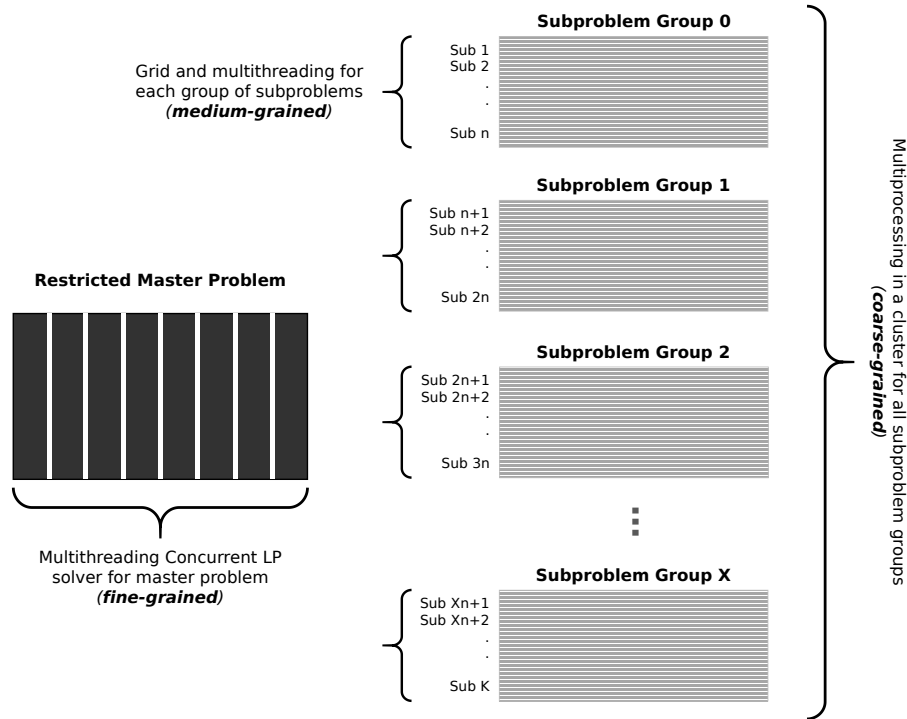 Subproblem Group 0
Sub 1
Sub 2
.
.
Sub n
Grid and multithreading for
each group of subproblems
(medium-grained)
Subproblem Group 1
Sub n+1
Sub n+2
.
.
Sub 2n
Restricted Master Problem
Multithreading Concurrent LP
solver for master problem
(fine-grained)
Subproblem Group 2
Sub 2n+1
Sub 2n+2
.
.
Sub 3n
Subproblem Group X
Sub Xn+1
Sub Xn+2
.
.
Sub K
Multiprocessing in a cluster for all subproblem groups
(coarse-grained)